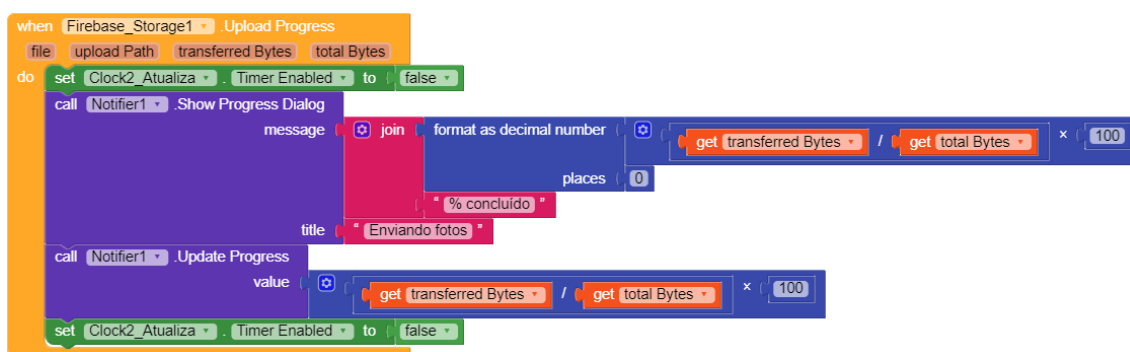 when Firebase_Storage1 .Upload Progress
file upload Path transferred Bytes total Bytes
do set Clock2_Atualiza . Timer Enabled to false
call Notifier1 .Show Progress Dialog
message join format as decimal number get transferred Bytes / get total Bytes × 100
places 0
" % concluído "
title " Enviando fotos "
call Notifier1 .Update Progress
value get transferred Bytes / get total Bytes × 100
set Clock2_Atualiza . Timer Enabled to false